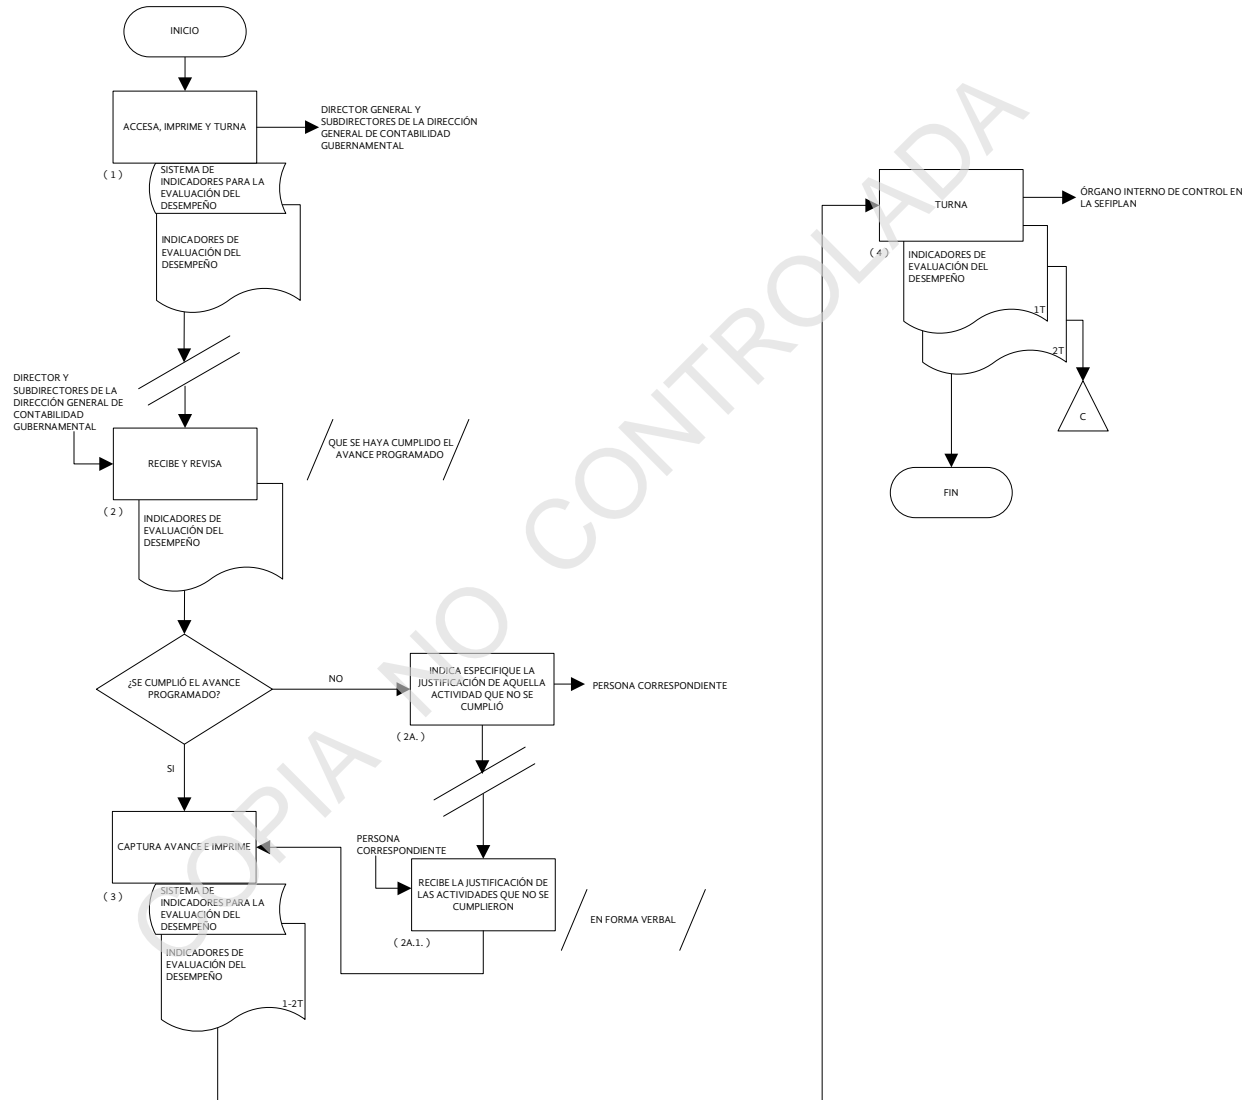 INICIO
ACCESA, IMPRIME Y TURNA
DIRECTOR GENERAL Y
SUBDIRECTORES DE LA DIRECCIÓN
GENERAL DE CONTABILIDAD
GUBERNAMENTAL
( 1 )
SISTEMA DE
INDICADORES PARA LA
EVALUACIÓN DEL
DESEMPEÑO
INDICADORES DE
EVALUACIÓN DEL
DESEMPEÑO
DIRECTOR Y
SUBDIRECTORES DE LA
DIRECCIÓN GENERAL DE
CONTABILIDAD
GUBERNAMENTAL
RECIBE Y REVISA
QUE SE HAYA CUMPLIDO EL
AVANCE PROGRAMADO
( 2 )
INDICADORES DE
EVALUACIÓN DEL
DESEMPEÑO
¿SE CUMPLIÓ EL AVANCE
PROGRAMADO?
NO
INDICA ESPECIFIQUE LA
JUSTIFICACIÓN DE AQUELLA
ACTIVIDAD QUE NO SE
CUMPLIÓ
PERSONA CORRESPONDIENTE
( 2A. )
SI
CAPTURA AVANCE E IMPRIME
PERSONA
CORRESPONDIENTE
RECIBE LA JUSTIFICACIÓN DE
LAS ACTIVIDADES QUE NO SE
CUMPLIERON
EN FORMA VERBAL
( 2A.1. )
( 3 )
SISTEMA DE
INDICADORES PARA LA
EVALUACIÓN DEL
DESEMPEÑO
INDICADORES DE
EVALUACIÓN DEL
DESEMPEÑO
1-2T
TURNA
ÓRGANO INTERNO DE CONTROL EN
LA SEFIPLAN
( 4 )
INDICADORES DE
EVALUACIÓN DEL
DESEMPEÑO
1T
2T
C
FIN
COPIA NO CONTROLADA